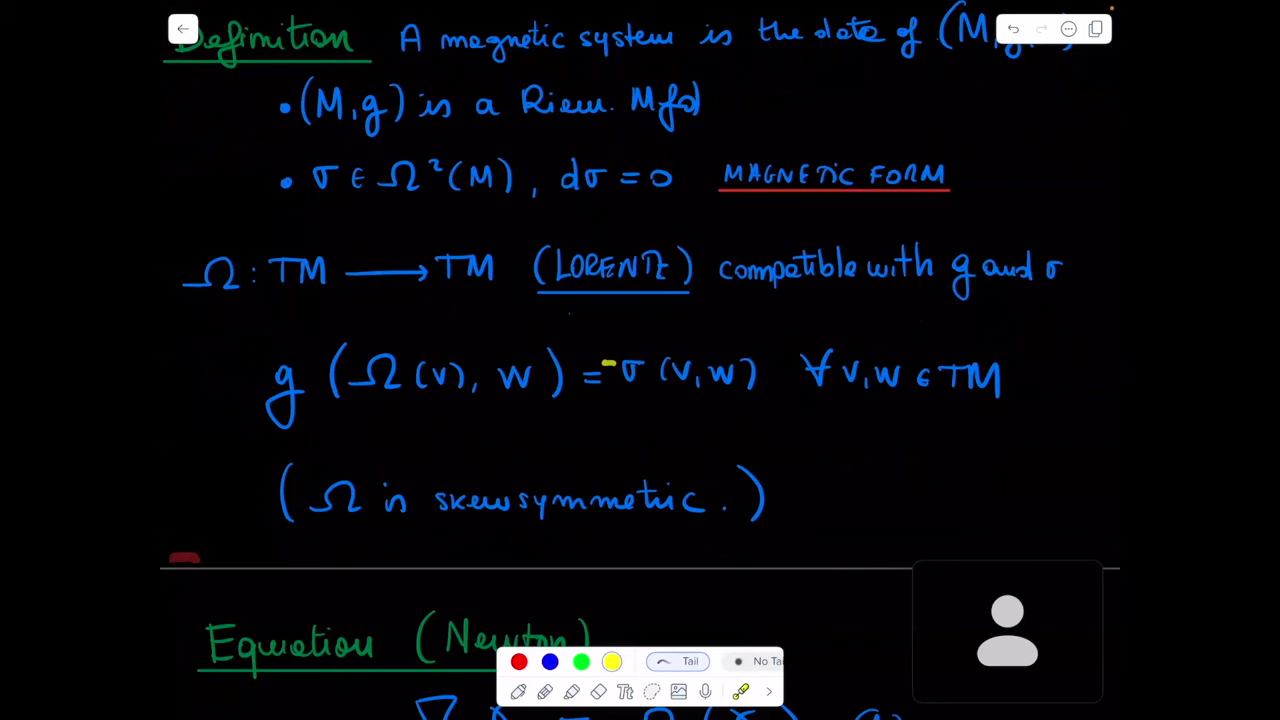 Definition A magnetic system is the data of (M,g,
• (M,g) is a Riem. Mfd
• σ ∈ Ω²(M), dσ = 0 MAGNETIC FORM
Ω : TM ⟶ TM (LORENTZ) compatible with g and σ
g (Ω(v), w) = -σ(v,w) ∀ v,w ∈ TM
(Ω is skewsymmetric.)
Equation (Newton)
Tail No Ta
Tt